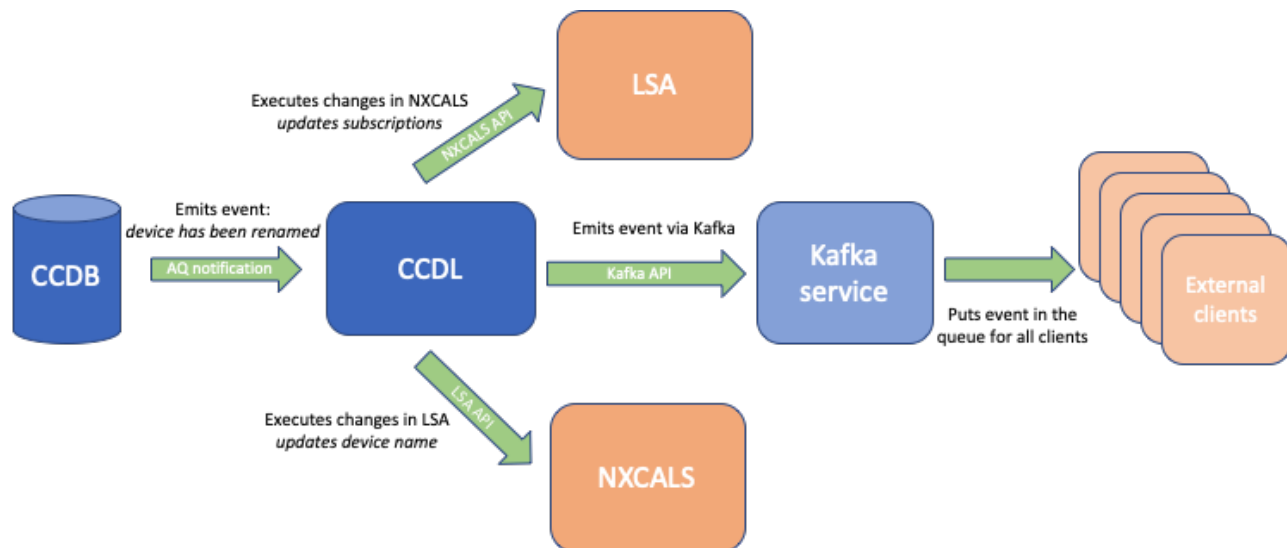 LSA
Executes changes in NXCALS
updates subscriptions
NXCALS API
Emits event:
device has been renamed
AQ notification
CCDB
CCDL
Emits event via Kafka
Kafka API
Kafka
service
Puts event in the
queue for all clients
External
clients
LSA API
Executes changes in LSA
updates device name
NXCALS